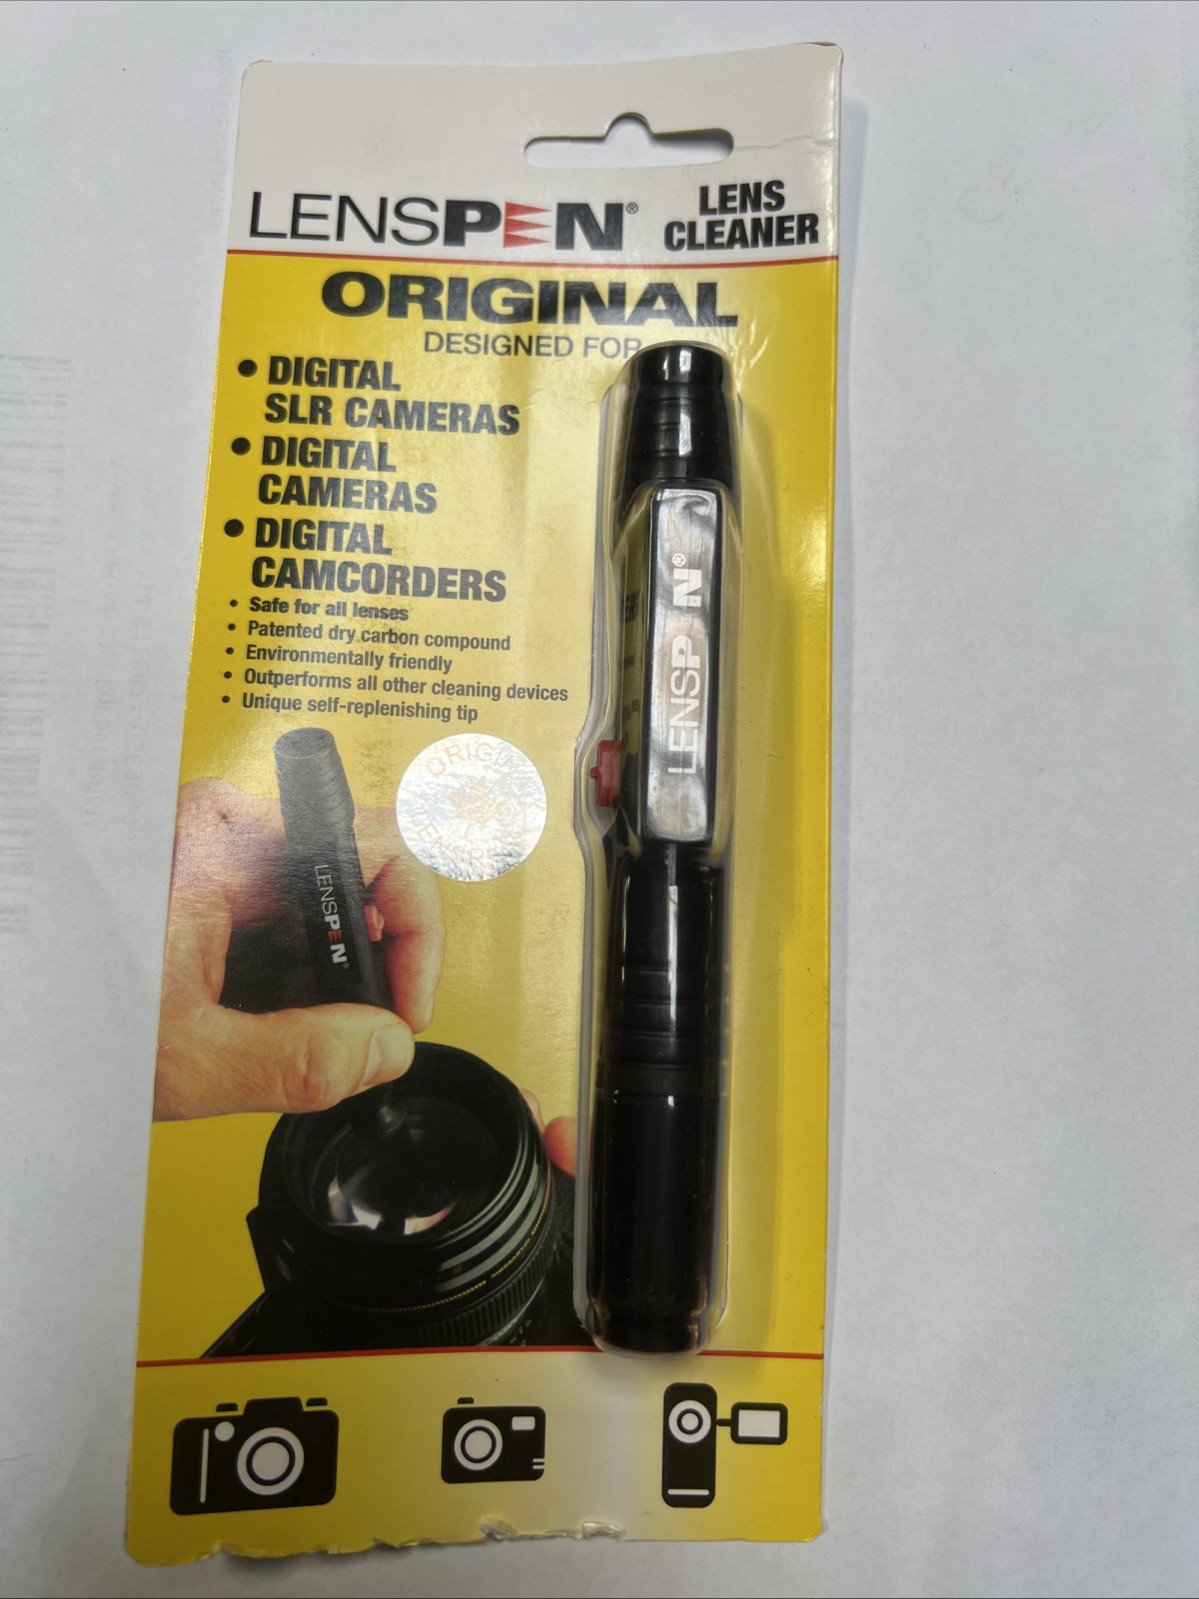 LENSPEN®
LENS
CLEANER
ORIGINAL
DESIGNED FOR
• DIGITAL
SLR CAMERAS
• DIGITAL
CAMERAS
• DIGITAL
CAMCORDERS
• Safe for all lenses
• Patented dry carbon compound
• Environmentally friendly
• Outperforms all other cleaning devices
• Unique self-replenishing tip
ORIGINAL
LENSPEN®
LENSPEN®